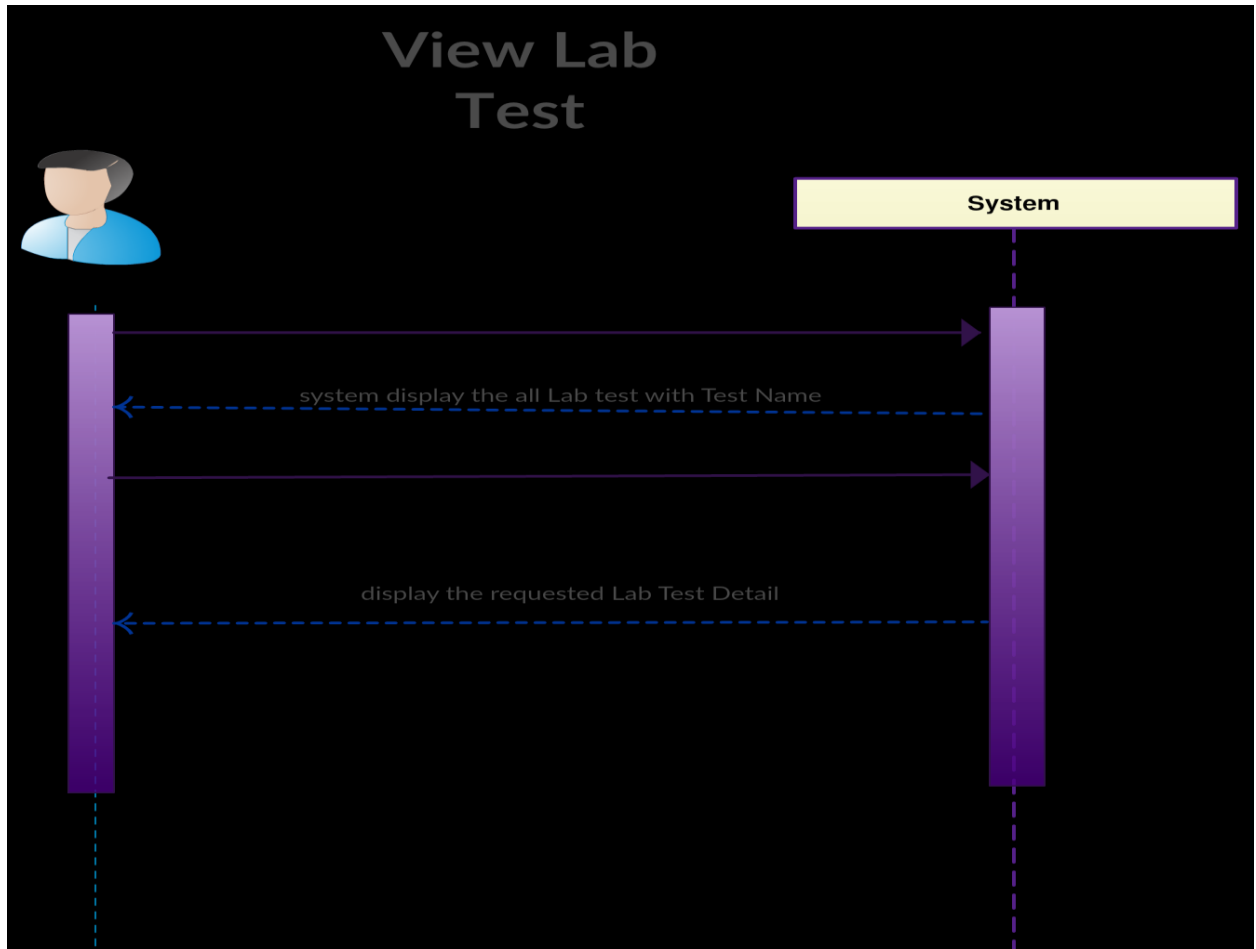 View Lab
Test
System
system display the all Lab test with Test Name
display the requested Lab Test Detail